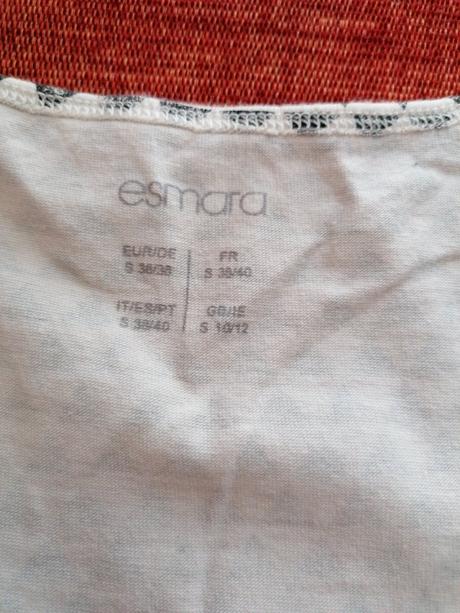 esmara
EUR/DE
S 36/38
FR
S 38/40
IT/ES/PT
S 38/40
GB/IE
S 10/12